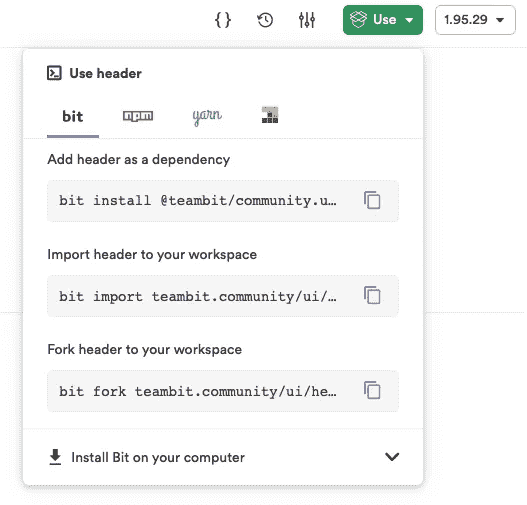 {} Use 1.95.29
Use header
bit npm yarn
Add header as a dependency
bit install @teambit/community.u…
Import header to your workspace
bit import teambit.community/ui/…
Fork header to your workspace
bit fork teambit.community/ui/he…
Install Bit on your computer